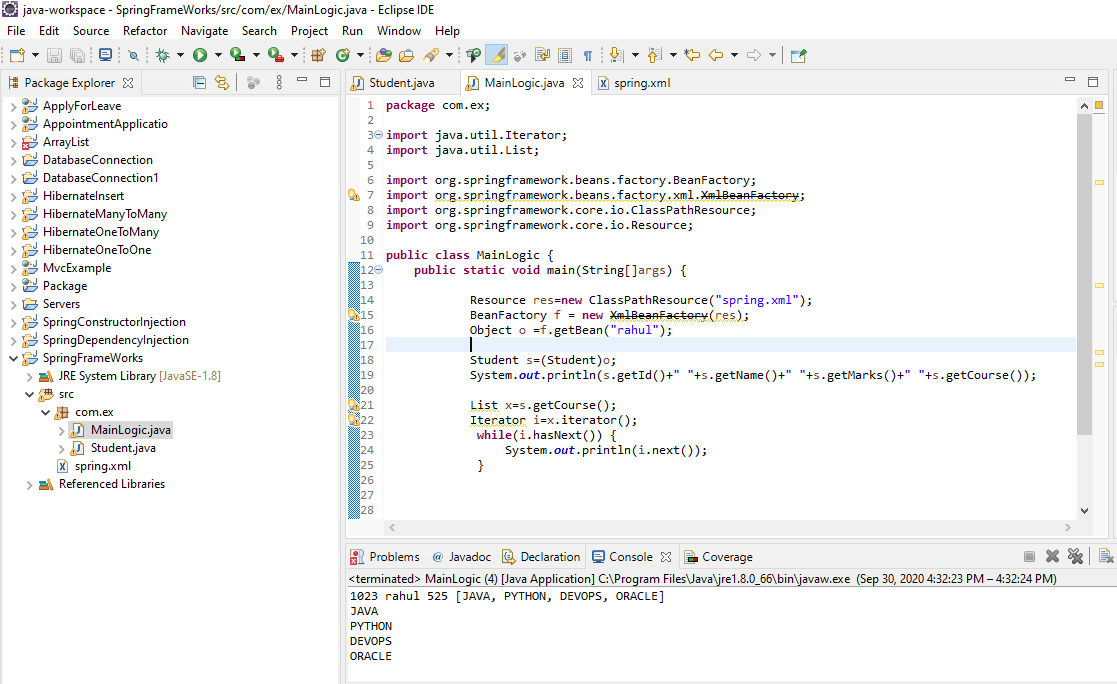 java-workspace - SpringFrameWorks/src/com/ex/MainLogic.java - Eclipse IDE
File Edit Source Refactor Navigate Search Project Run Window Help
Package Explorer
ApplyForLeave
AppointmentApplicatio
ArrayList
DatabaseConnection
DatabaseConnection1
HibernateInsert
HibernateManyToMany
HibernateOneToMany
HibernateOneToOne
MvcExample
Package
Servers
SpringConstructorInjection
SpringDependencyInjection
SpringFrameWorks
JRE System Library [JavaSE-1.8]
src
com.ex
MainLogic.java
Student.java
spring.xml
Referenced Libraries
Student.java MainLogic.java spring.xml
1 package com.ex;
2
3 import java.util.Iterator;
4 import java.util.List;
5
6 import org.springframework.beans.factory.BeanFactory;
7 import org.springframework.beans.factory.xml.XmlBeanFactory;
8 import org.springframework.core.io.ClassPathResource;
9 import org.springframework.core.io.Resource;
10
11 public class MainLogic {
12 public static void main(String[]args) {
13
14 Resource res=new ClassPathResource("spring.xml");
15 BeanFactory f = new XmlBeanFactory(res);
16 Object o =f.getBean("rahul");
17
18 Student s=(Student)o;
19 System.out.println(s.getId()+" "+s.getName()+" "+s.getMarks()+" "+s.getCourse());
20
21 List x=s.getCourse();
22 Iterator i=x.iterator();
23 while(i.hasNext()) {
24 System.out.println(i.next());
25 }
26
27
28
Problems @ Javadoc Declaration Console Coverage
<terminated> MainLogic (4) [Java Application] C:\Program Files\Java\jre1.8.0_66\bin\javaw.exe (Sep 30, 2020 4:32:23 PM – 4:32:24 PM)
1023 rahul 525 [JAVA, PYTHON, DEVOPS, ORACLE]
JAVA
PYTHON
DEVOPS
ORACLE